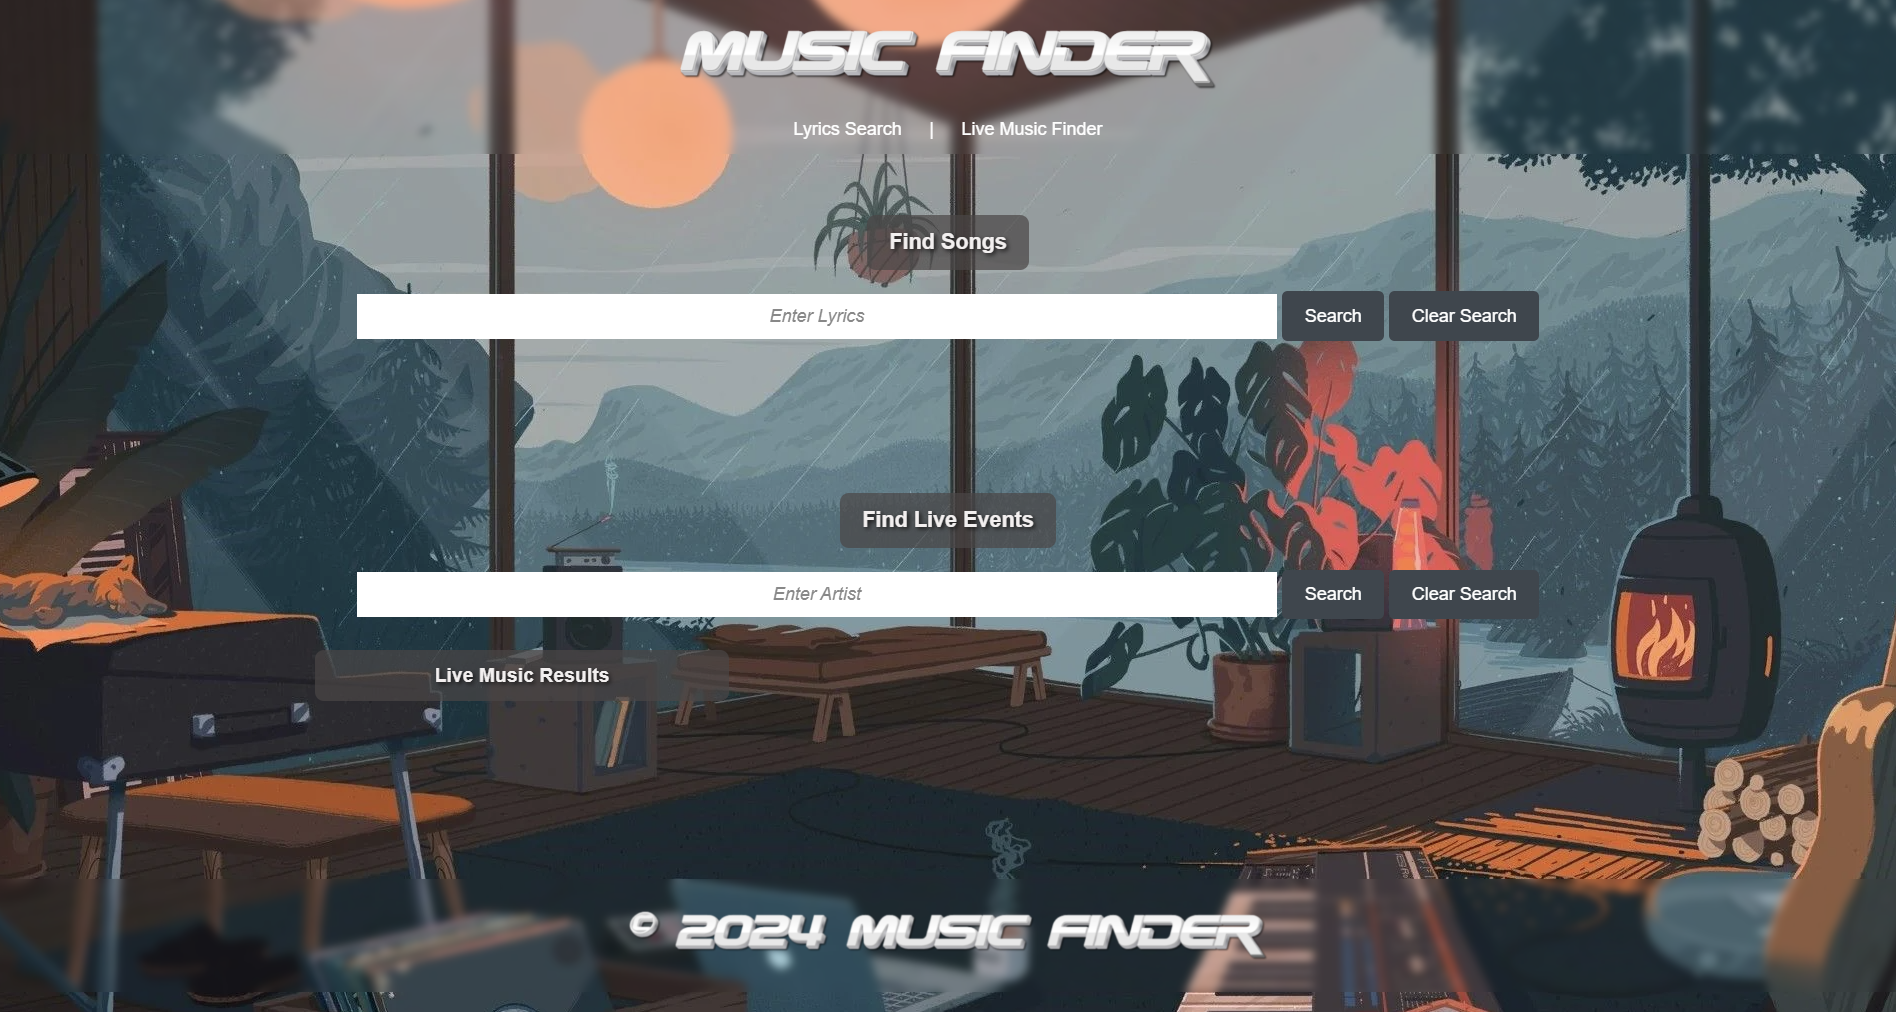 MUSIC FINDER
Lyrics Search | Live Music Finder
Find Songs
Enter Lyrics Search Clear Search
Find Live Events
Enter Artist Search Clear Search
Live Music Results
© 2024 MUSIC FINDER